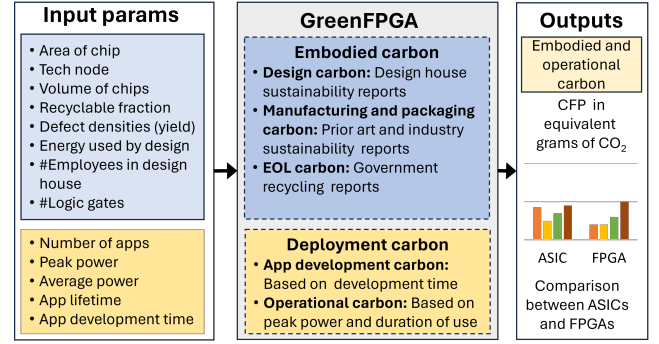 Input params
• Area of chip
• Tech node
• Volume of chips
• Recyclable fraction
• Defect densities (yield)
• Energy used by design
• #Employees in design
house
• #Logic gates
• Number of apps
• Peak power
• Average power
• App lifetime
• App development time
GreenFPGA
Embodied carbon
• Design carbon: Design house
sustainability reports
• Manufacturing and packaging
carbon: Prior art and industry
sustainability reports
• EOL carbon: Government
recycling reports
Deployment carbon
• App development carbon:
Based on development time
• Operational carbon: Based on
peak power and duration of use
Outputs
Embodied and
operational
carbon
CFP in
equivalent
grams of CO₂
ASIC FPGA
Comparison
between ASICs
and FPGAs